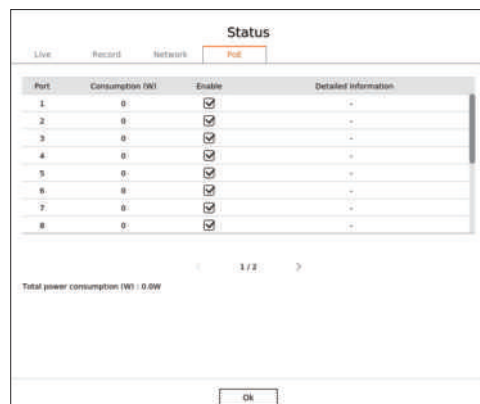 Status
Live Record Network PoE
Port Consumption (W) Enable Detailed Information
1 0 -
2 0 -
3 0 -
4 0 -
5 0 -
6 0 -
7 0 -
8 0 -
< 1 / 2 >
Total power consumption (W) : 0.0W
Ok